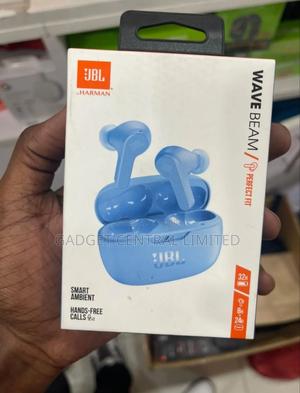 JBL
by HARMAN
WAVE BEAM / PERFECT FIT
GADGET CENTRAL LIMITED
JBL
SMART
AMBIENT
HANDS-FREE
CALLS
32h